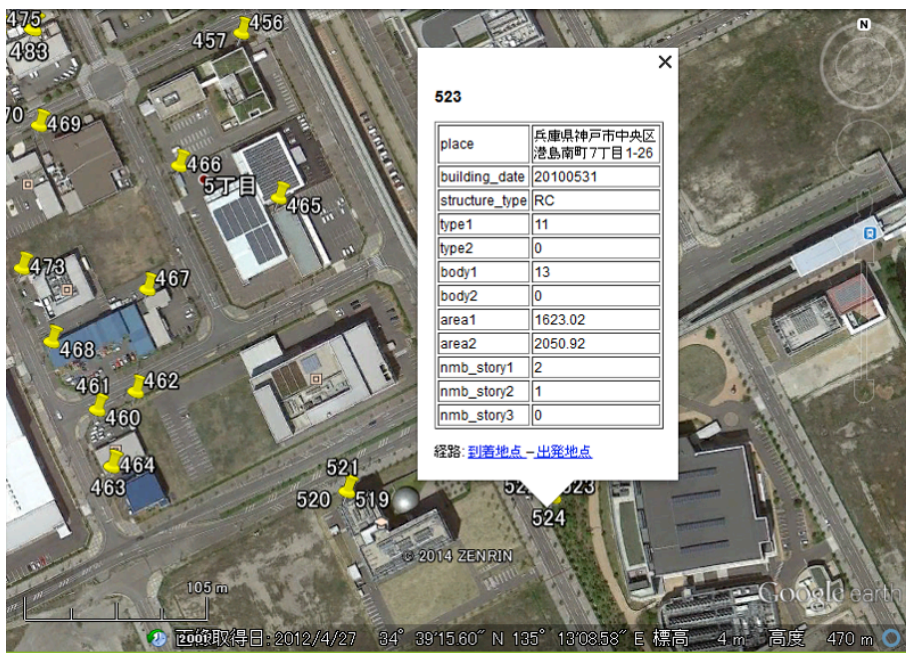 475
483
456
457
70
469
466
5丁目
465
473
467
468
461
462
460
464
463
521
520
519
523
524
N
523
place
兵庫県神戸市中央区
港島南町7丁目1-26
building_date 20100531
structure_type RC
type1 11
type2 0
body1 13
body2 0
area1 1623.02
area2 2050.92
nmb_story1 2
nmb_story2 1
nmb_story3 0
経路: 到着地点 – 出発地点
© 2014 ZENRIN
105 m
Google earth
画像取得日: 2012/4/27 34° 39'15.60" N 135° 13'08.58" E 標高 4 m 高度 470 m